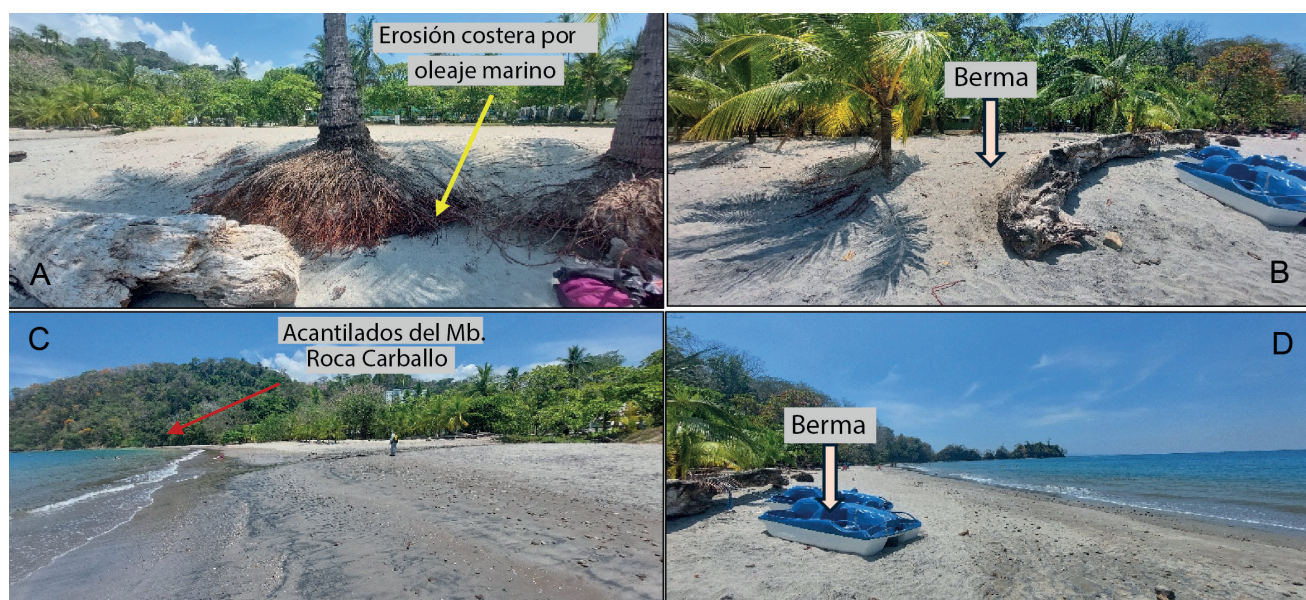 Erosión costera por
oleaje marino
A
Berma
B
C
Acantilados del Mb.
Roca Carballo
Berma
D